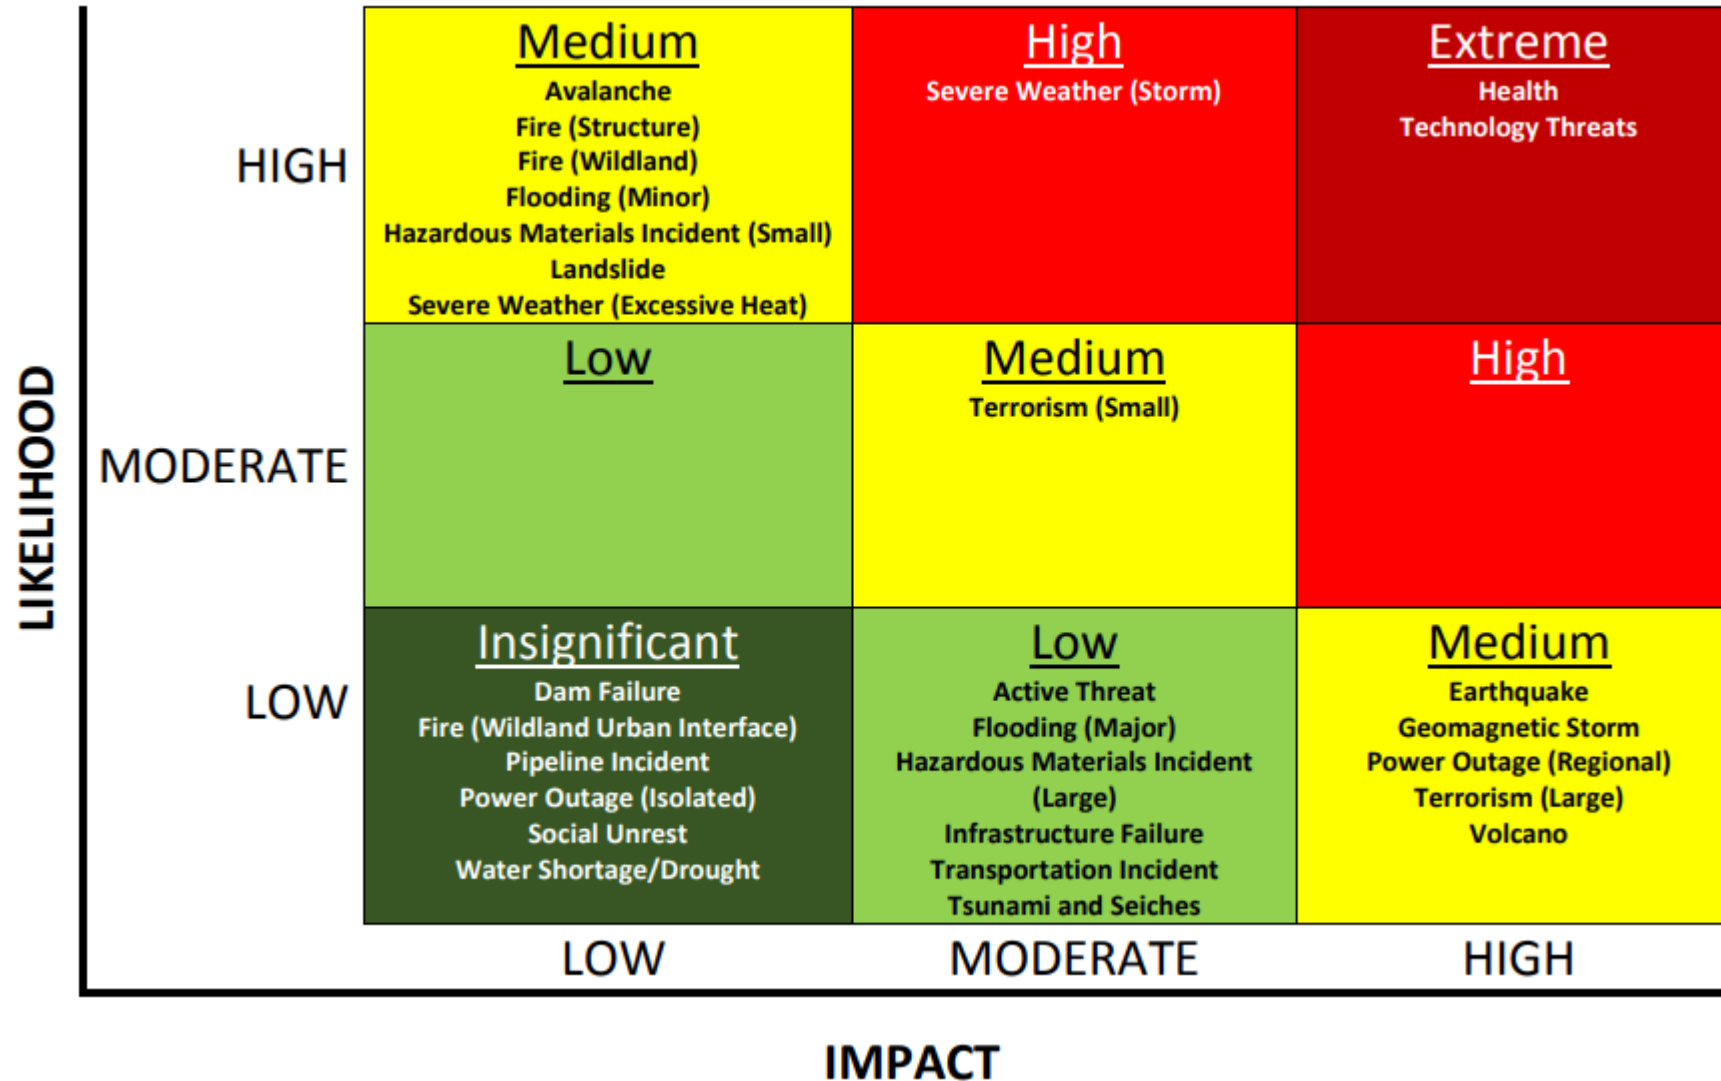 Medium
Avalanche
Fire (Structure)
Fire (Wildland)
Flooding (Minor)
Hazardous Materials Incident (Small)
Landslide
Severe Weather (Excessive Heat)
High
Severe Weather (Storm)
Extreme
Health
Technology Threats
HIGH
Low
Medium
Terrorism (Small)
High
MODERATE
LIKELIHOOD
Insignificant
Dam Failure
Fire (Wildland Urban Interface)
Pipeline Incident
Power Outage (Isolated)
Social Unrest
Water Shortage/Drought
Low
Active Threat
Flooding (Major)
Hazardous Materials Incident
(Large)
Infrastructure Failure
Transportation Incident
Tsunami and Seiches
Medium
Earthquake
Geomagnetic Storm
Power Outage (Regional)
Terrorism (Large)
Volcano
LOW
LOW
MODERATE
HIGH
IMPACT